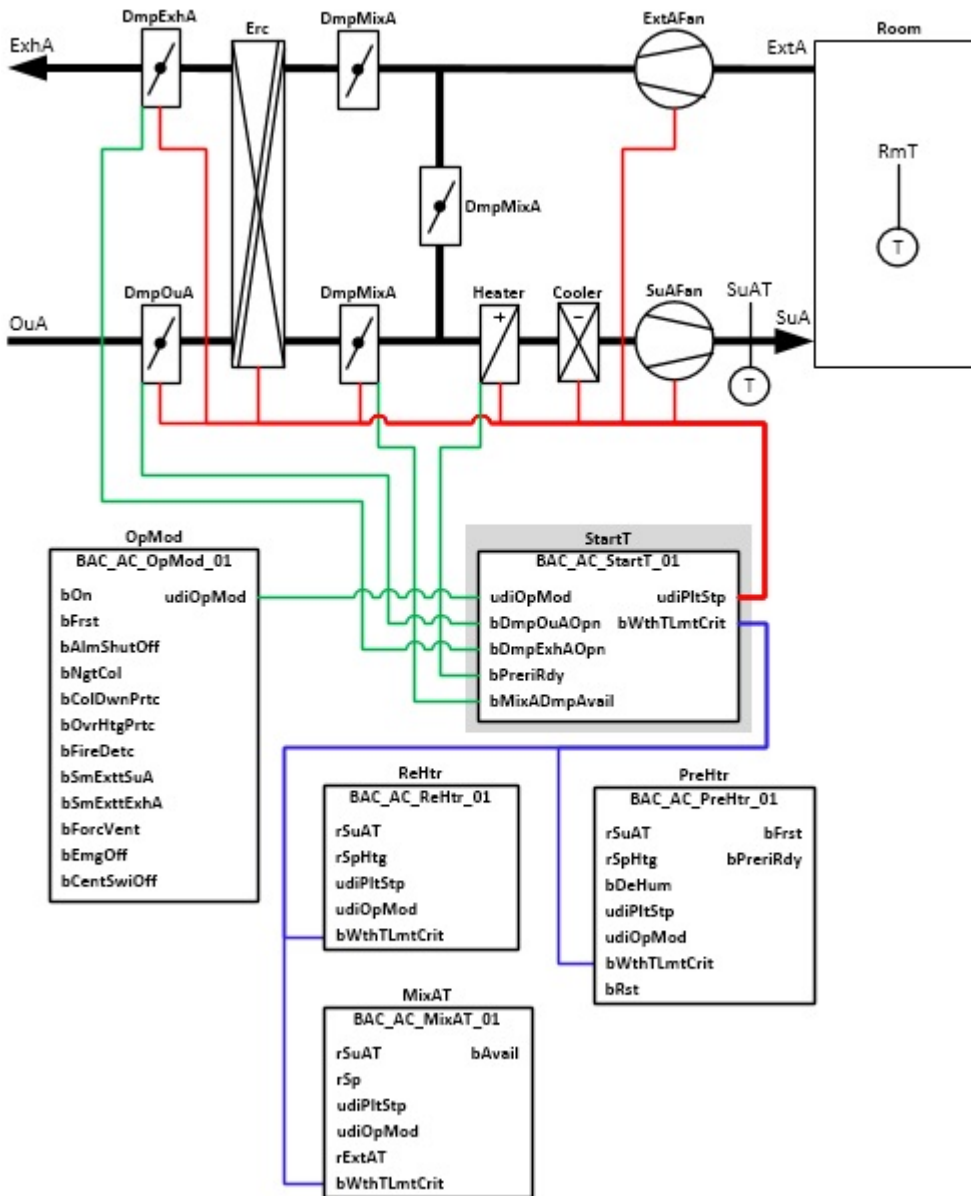 DmpExhA
Erc
DmpMixA
ExtAFan
Room
ExhA
ExtA
RmT
DmpMixA
T
DmpOuA
DmpMixA
Heater
Cooler
SuAFan
SuAT
OuA
SuA
+
-
T
OpMod
BAC_AC_OpMod_01
bOn udiOpMod
bFrst
bAlmShutOff
bNgtCol
bColDwnPrtc
bOvrHtgPrtc
bFireDetc
bSmExttSuA
bSmExttExhA
bForcVent
bEmgOff
bCentSwiOff
StartT
BAC_AC_StartT_01
udiOpMod udiPltStp
bDmpOuAOpn bWthTLmtCrit
bDmpExhAOpn
bPreriRdy
bMixADmpAvail
ReHtr
BAC_AC_ReHtr_01
rSuAT
rSpHtg
udiPltStp
udiOpMod
bWthTLmtCrit
PreHtr
BAC_AC_PreHtr_01
rSuAT bFrst
rSpHtg bPreriRdy
bDeHum
udiPltStp
udiOpMod
bWthTLmtCrit
bRst
MixAT
BAC_AC_MixAT_01
rSuAT bAvail
rSp
udiPltStp
udiOpMod
rExtAT
bWthTLmtCrit